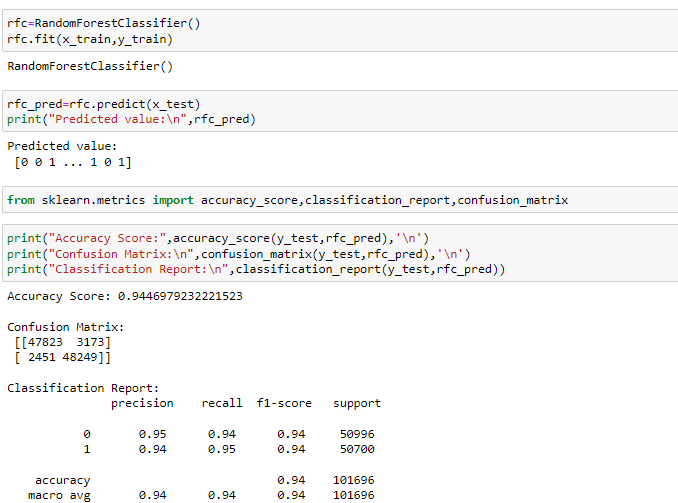 rfc=RandomForestClassifier()
rfc.fit(x_train,y_train)
RandomForestClassifier()
rfc_pred=rfc.predict(x_test)
print("Predicted value:\n",rfc_pred)
Predicted value:
 [0 0 1 ... 1 0 1]
from sklearn.metrics import accuracy_score,classification_report,confusion_matrix
print("Accuracy Score:",accuracy_score(y_test,rfc_pred),'\n')
print("Confusion Matrix:\n",confusion_matrix(y_test,rfc_pred),'\n')
print("Classification Report:\n",classification_report(y_test,rfc_pred))
Accuracy Score: 0.9446979232221523
Confusion Matrix:
 [[47823  3173]
 [ 2451 48249]]
Classification Report:
               precision    recall  f1-score   support
           0       0.95      0.94      0.94     50996
           1       0.94      0.95      0.94     50700
    accuracy                           0.94    101696
   macro avg       0.94      0.94      0.94    101696